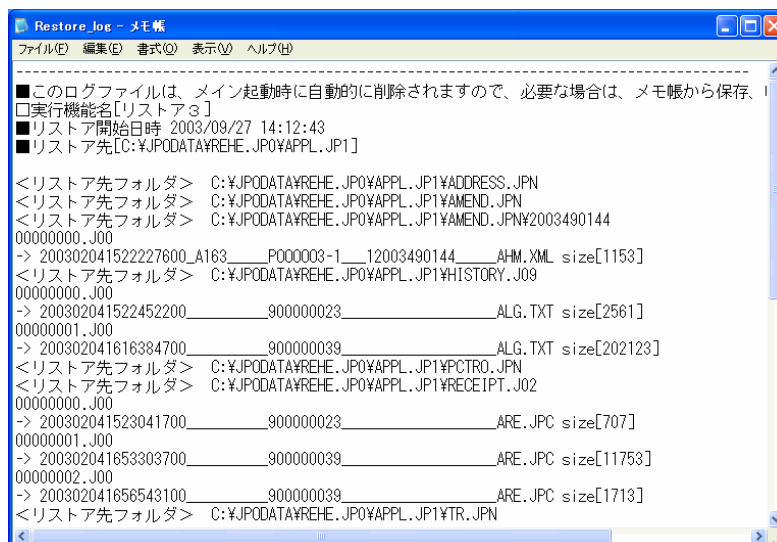 Restore_log - メモ帳
ファイル(F) 編集(E) 書式(O) 表示(V) ヘルプ(H)
--------------------------------------------------------------------------------
■このログファイルは、メイン起動時に自動的に削除されますので、必要な場合は、メモ帳から保存、
□実行機能名[リストア3]
■リストア開始日時 2003/09/27 14:12:43
■リストア先[C:¥JPODATA¥REHE.JPO¥APPL.JP1]
<リストア先フォルダ> C:¥JPODATA¥REHE.JPO¥APPL.JP1¥ADDRESS.JPN
<リストア先フォルダ> C:¥JPODATA¥REHE.JPO¥APPL.JP1¥AMEND.JPN
<リストア先フォルダ> C:¥JPODATA¥REHE.JPO¥APPL.JP1¥AMEND.JPN¥2003490144
00000000.J00
-> 200302041522227600_A163_____P000003-1___12003490144_____AHM.XML size[1153]
<リストア先フォルダ> C:¥JPODATA¥REHE.JPO¥APPL.JP1¥HISTORY.J09
00000000.J00
-> 200302041522452200__________900000023___________________ALG.TXT size[2561]
00000001.J00
-> 200302041616384700__________900000039___________________ALG.TXT size[202123]
<リストア先フォルダ> C:¥JPODATA¥REHE.JPO¥APPL.JP1¥PCTRO.JPN
<リストア先フォルダ> C:¥JPODATA¥REHE.JPO¥APPL.JP1¥RECEIPT.J02
00000000.J00
-> 200302041523041700__________900000023___________________ARE.JPC size[707]
00000001.J00
-> 200302041653303700__________900000039___________________ARE.JPC size[11753]
00000002.J00
-> 200302041656543100__________900000039___________________ARE.JPC size[1713]
<リストア先フォルダ> C:¥JPODATA¥REHE.JPO¥APPL.JP1¥TR.JPN